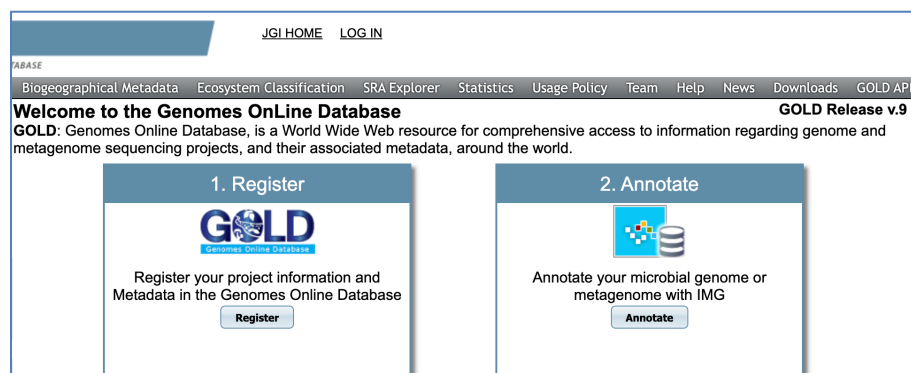 JGI HOME LOG IN
TABASE
Biogeographical Metadata Ecosystem Classification SRA Explorer Statistics Usage Policy Team Help News Downloads GOLD API
Welcome to the Genomes OnLine Database GOLD Release v.9
GOLD: Genomes Online Database, is a World Wide Web resource for comprehensive access to information regarding genome and
metagenome sequencing projects, and their associated metadata, around the world.
1. Register
GOLD
Genomes Online Database
Register your project information and
Metadata in the Genomes Online Database
Register
2. Annotate
Annotate your microbial genome or
metagenome with IMG
Annotate